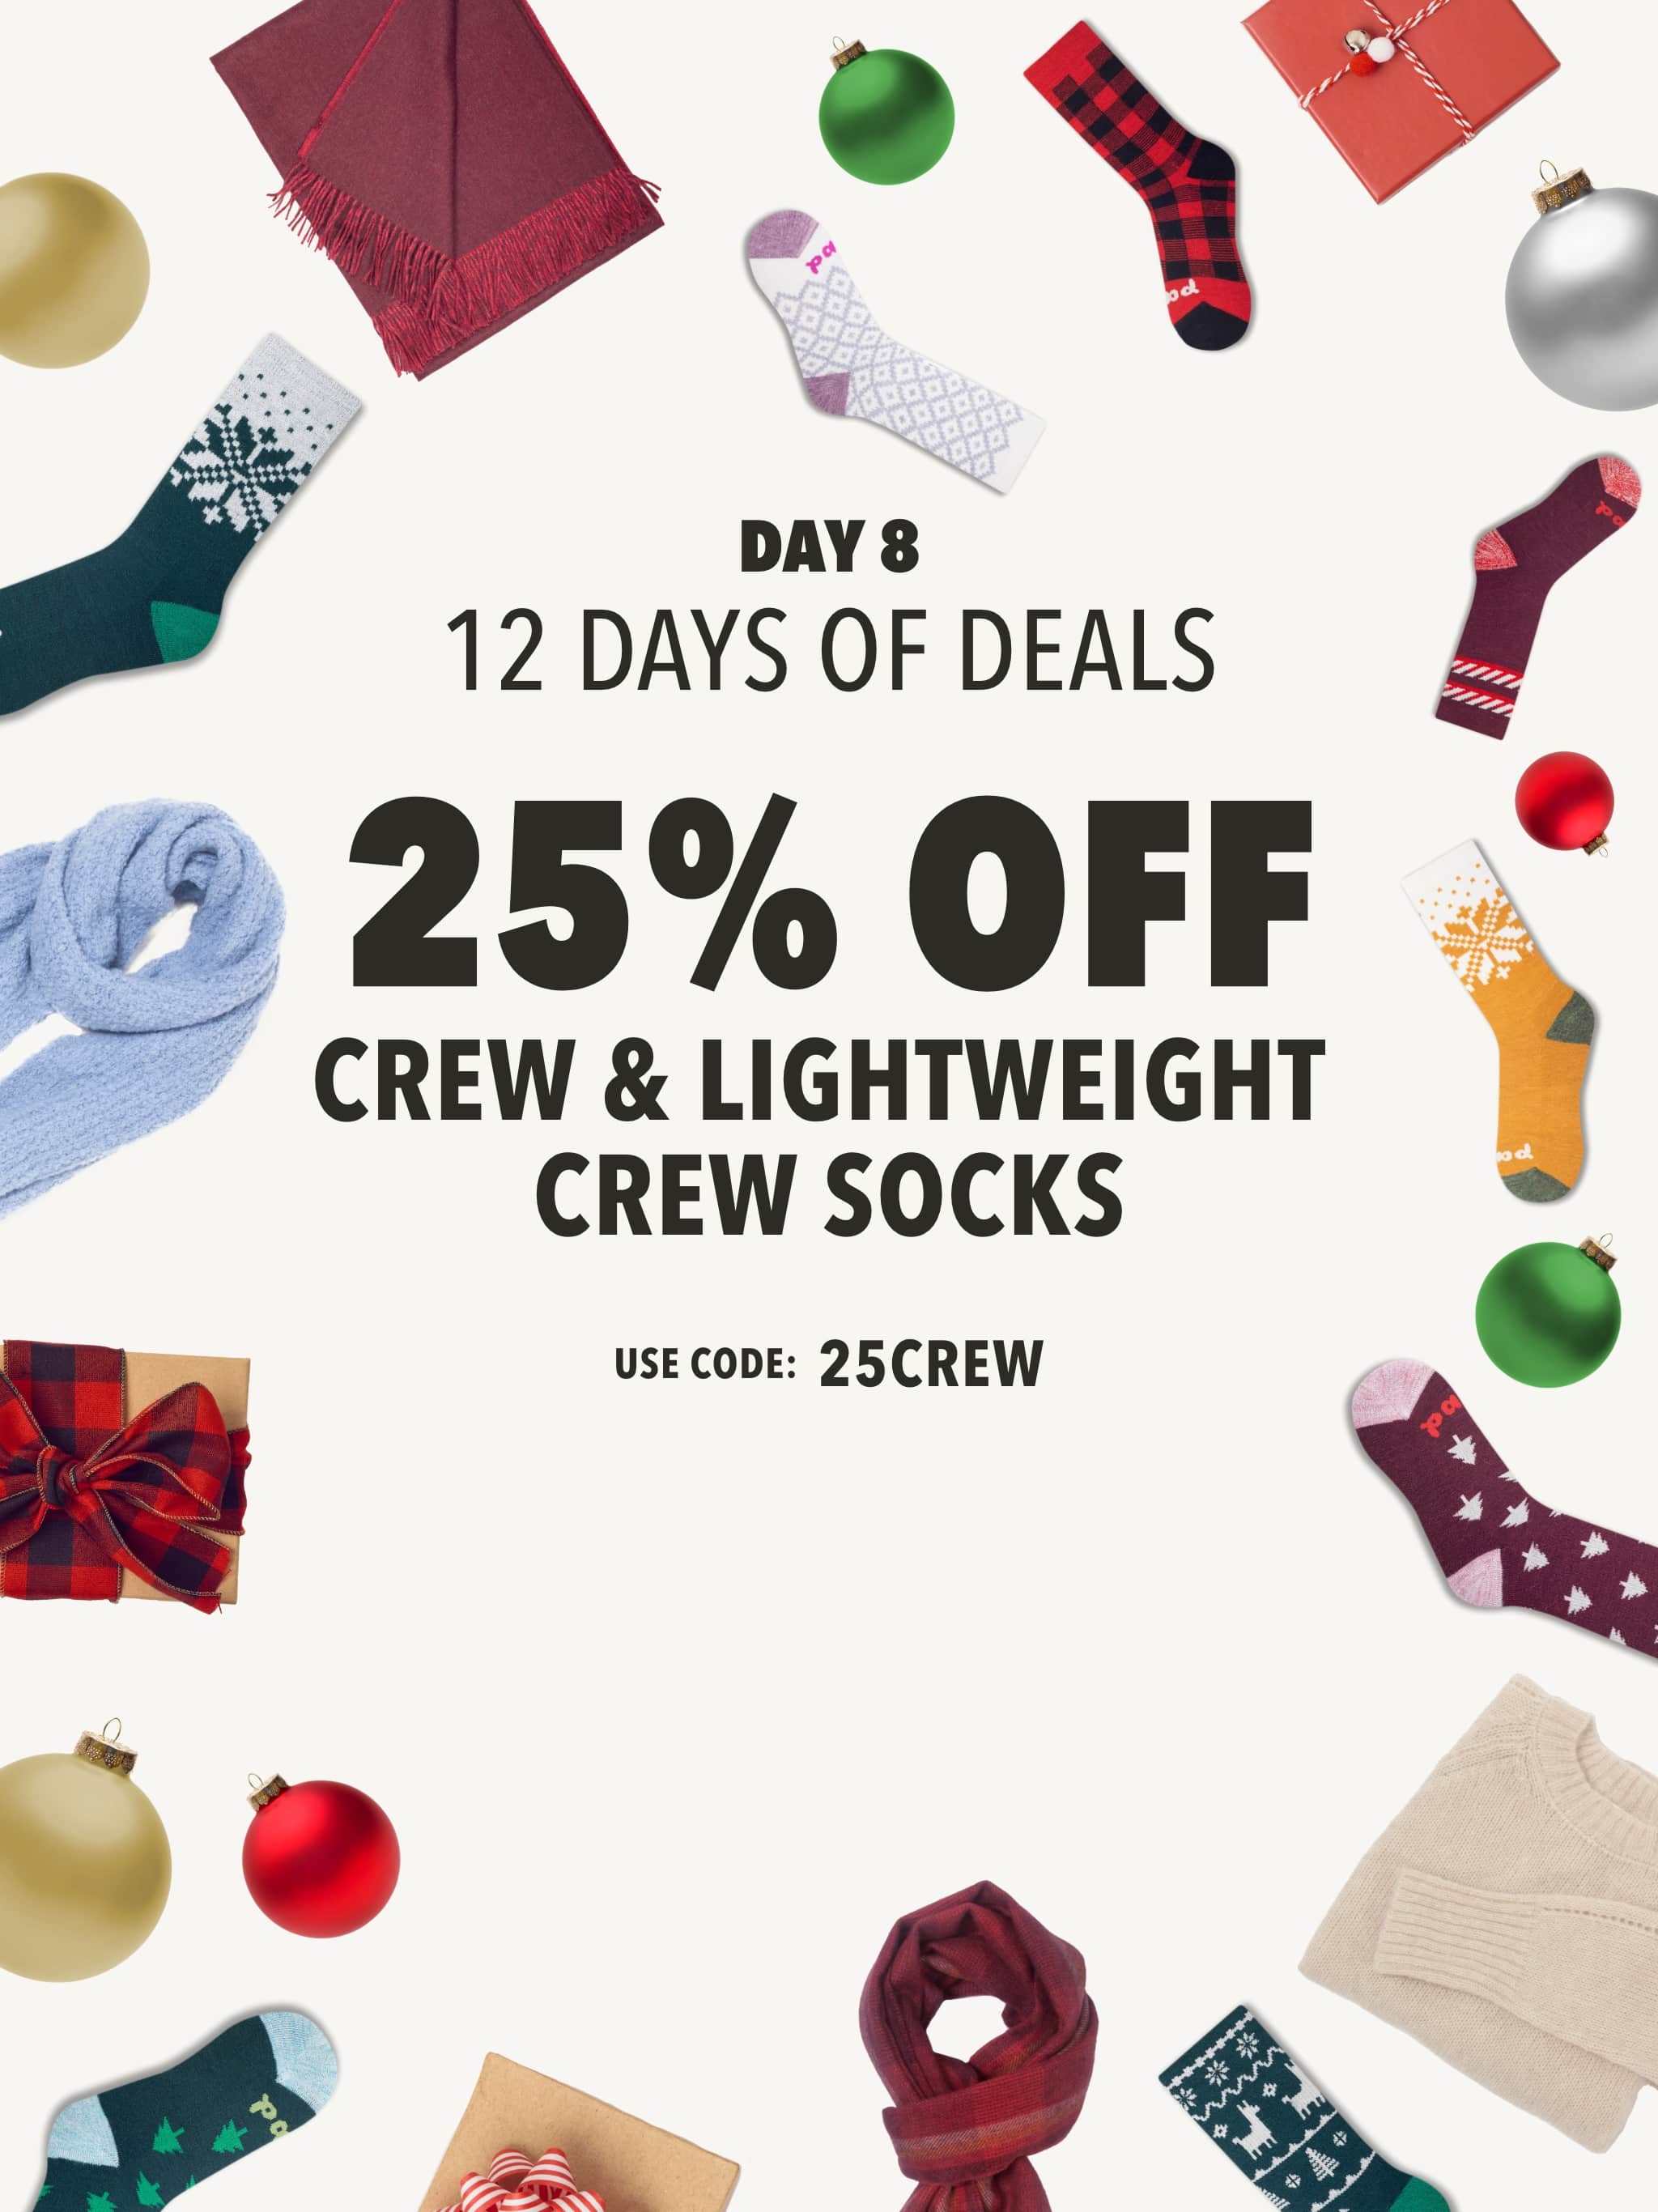 DAY 8
12 DAYS OF DEALS
25% OFF
CREW & LIGHTWEIGHT
CREW SOCKS
USE CODE: 25CREW